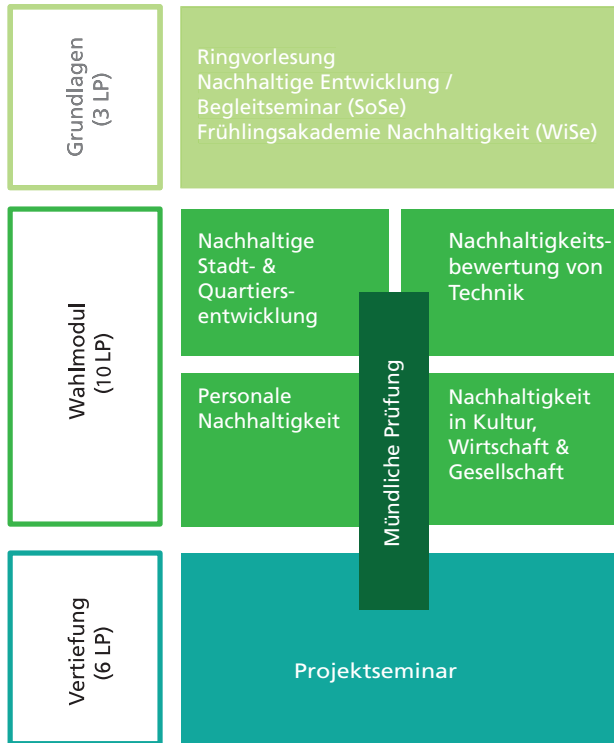 Grundlagen
(3 LP)
Ringvorlesung
Nachhaltige Entwicklung /
Begleitseminar (SoSe)
Frühlingsakademie Nachhaltigkeit (WiSe)
Wahlmodul
(10 LP)
Nachhaltige
Stadt- &
Quartiers-
entwicklung
Nachhaltigkeits-
bewertung von
Technik
Personale
Nachhaltigkeit
Nachhaltigkeit
in Kultur,
Wirtschaft &
Gesellschaft
Mündliche Prüfung
Vertiefung
(6 LP)
Projektseminar